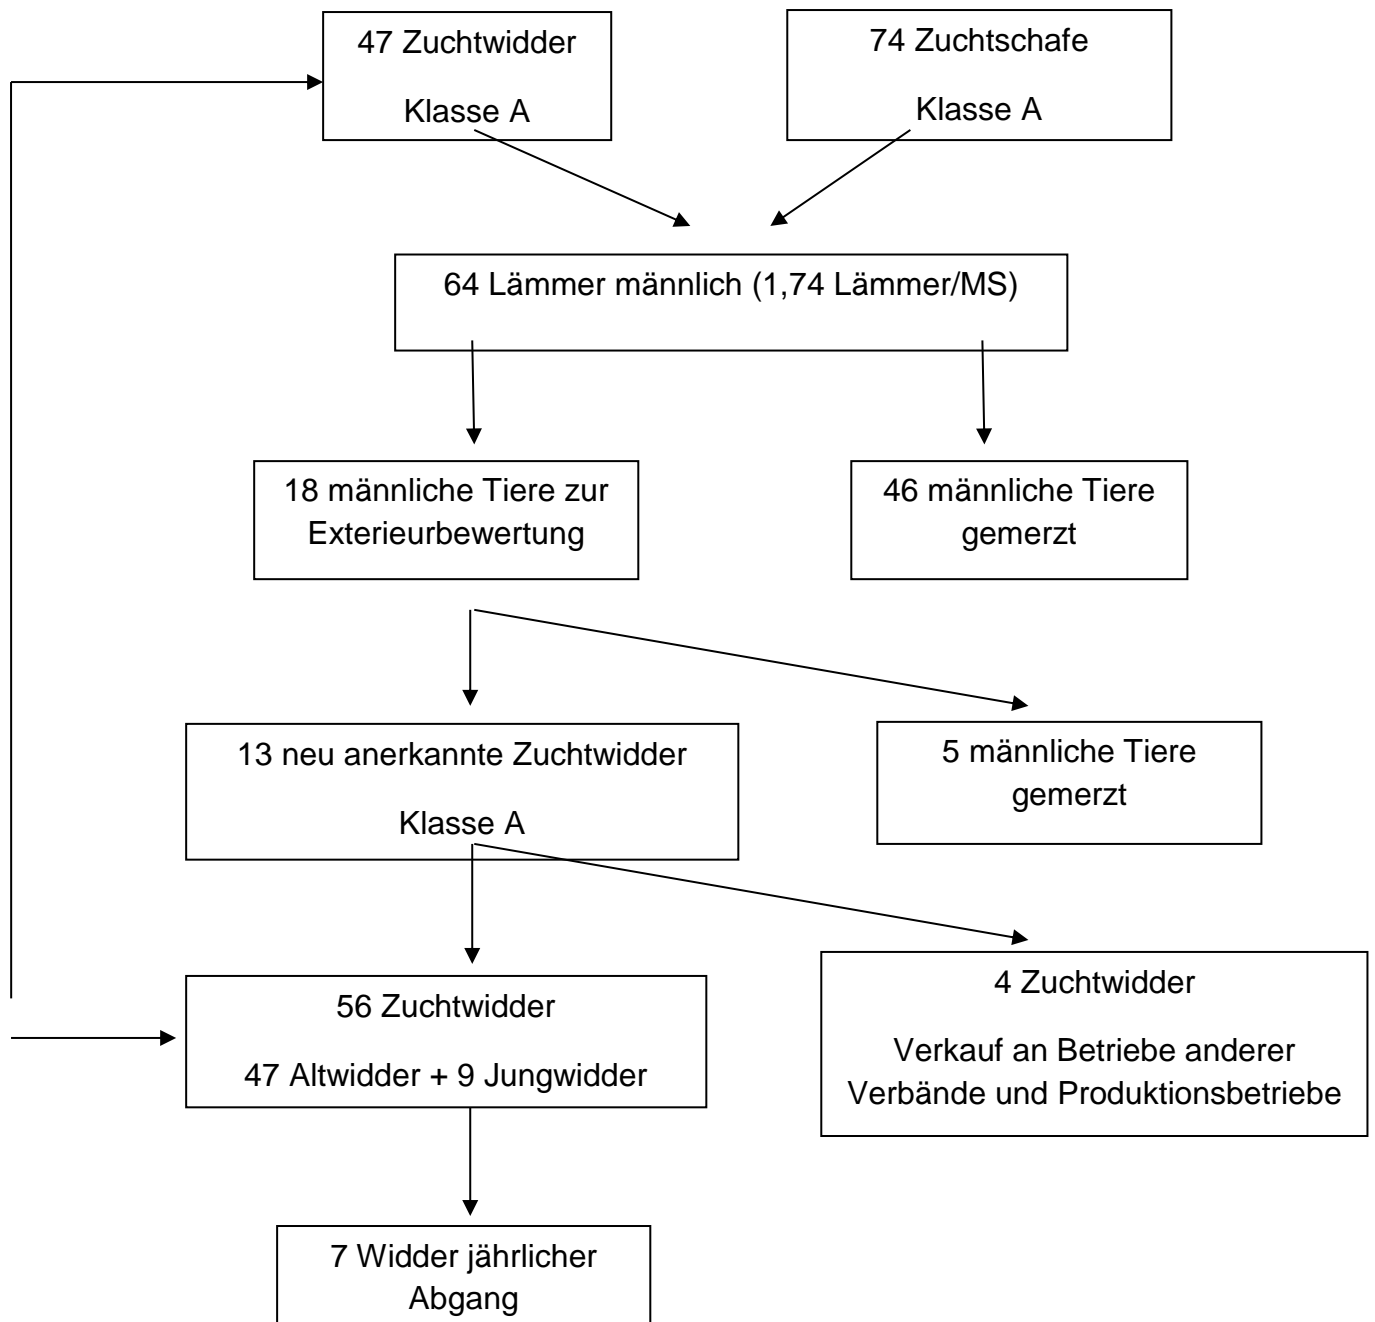 47 Zuchtwidder
Klasse A
74 Zuchtschafe
Klasse A
64 Lämmer männlich (1,74 Lämmer/MS)
18 männliche Tiere zur
Exterieurbewertung
46 männliche Tiere
gemerzt
13 neu anerkannte Zuchtwidder
Klasse A
5 männliche Tiere
gemerzt
56 Zuchtwidder
47 Altwidder + 9 Jungwidder
4 Zuchtwidder
Verkauf an Betriebe anderer
Verbände und Produktionsbetriebe
7 Widder jährlicher
Abgang